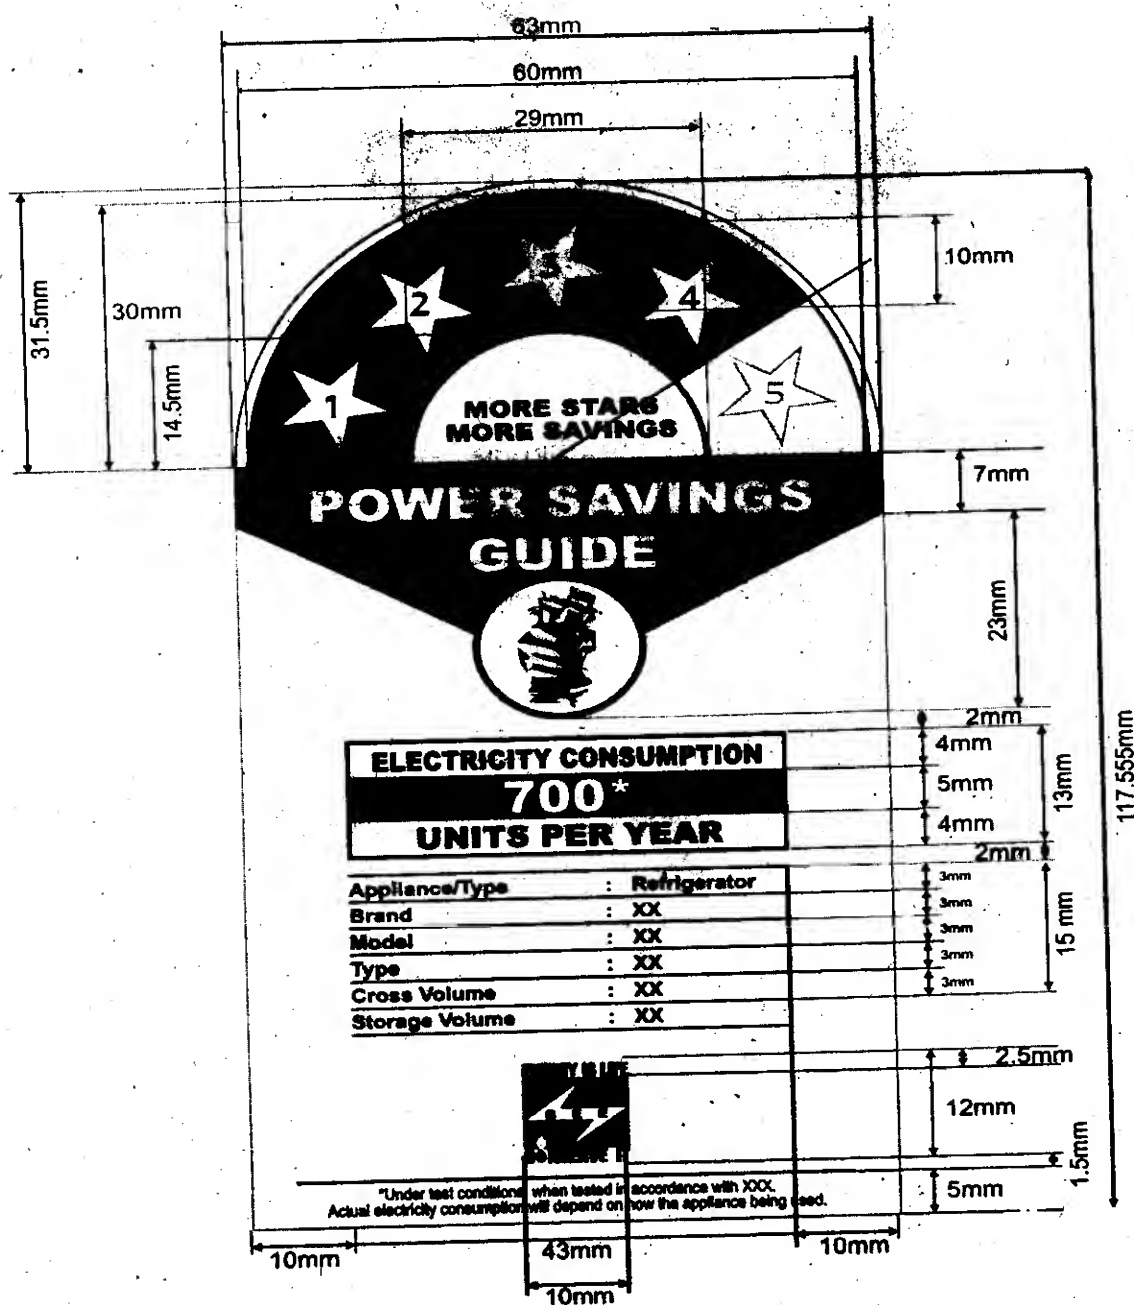 63mm
60mm
29mm
31.5mm
30mm
14.5mm
10mm
1
2
3
4
5
MORE STARS
MORE SAVINGS
7mm
POWER SAVINGS
GUIDE
23mm
117.555mm
2mm
ELECTRICITY CONSUMPTION
4mm
700*
5mm
13mm
UNITS PER YEAR
4mm
2mm
Appliance/Type : Refrigerator
3mm
Brand : XX
3mm
Model : XX
3mm
15 mm
Type : XX
3mm
Cross Volume : XX
3mm
Storage Volume : XX
2.5mm
IS LIFE
12mm
1.5mm
*Under test conditions, when tested in accordance with XXX.
5mm
Actual electricity consumption will depend on how the appliance being used.
10mm
43mm
10mm
10mm